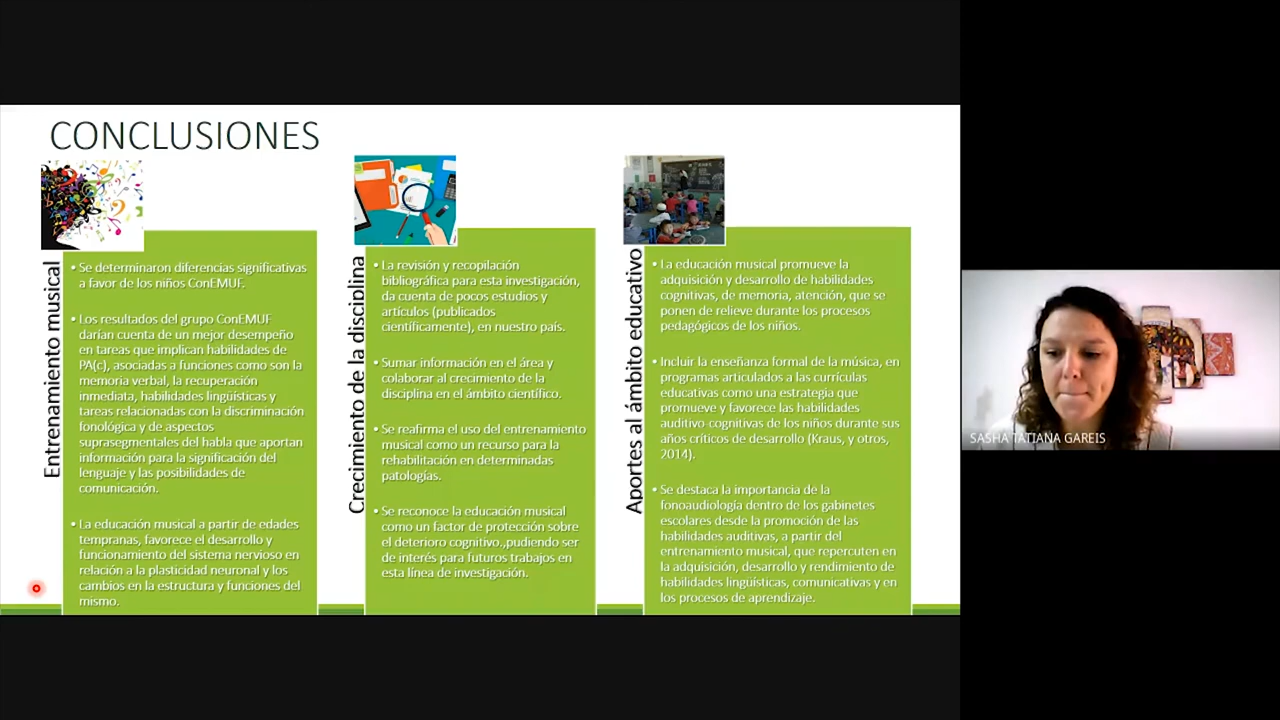 CONCLUSIONES
Entrenamiento musical
• Se determinaron diferencias significativas
a favor de los niños ConEMUF.
• Los resultados del grupo ConEMUF
darían cuenta de un mejor desempeño
en tareas que implican habilidades de
PA(c), asociadas a funciones como son la
memoria verbal, la recuperación
inmediata, habilidades lingüísticas y
tareas relacionadas con la discriminación
fonológica y de aspectos
suprasegmentales del habla que aportan
información para la significación del
lenguaje y las posibilidades de
comunicación.
• La educación musical a partir de edades
tempranas, favorece el desarrollo y
funcionamiento del sistema nervioso en
relación a la plasticidad neuronal y los
cambios en la estructura y funciones del
mismo.
Crecimiento de la disciplina
• La revisión y recopilación
bibliográfica para esta investigación,
da cuenta de pocos estudios y
artículos (publicados
científicamente), en nuestro país.
• Sumar información en el área y
colaborar al crecimiento de la
disciplina en el ámbito científico.
• Se reafirma el uso del entrenamiento
musical como un recurso para la
rehabilitación en determinadas
patologías.
• Se reconoce la educación musical
como un factor de protección sobre
el deterioro cognitivo.,pudiendo ser
de interés para futuros trabajos en
esta línea de investigación.
Aportes al ámbito educativo
• La educación musical promueve la
adquisición y desarrollo de habilidades
cognitivas, de memoria, atención, que se
ponen de relieve durante los procesos
pedagógicos de los niños.
• Incluir la enseñanza formal de la música, en
programas articulados a las currículas
educativas como una estrategia que
promueve y favorece las habilidades
auditivo-cognitivas de los niños durante sus
años críticos de desarrollo (Kraus, y otros,
2014).
• Se destaca la importancia de la
fonoaudiología dentro de los gabinetes
escolares desde la promoción de las
habilidades auditivas, a partir del
entrenamiento musical, que repercuten en
la adquisición, desarrollo y rendimiento de
habilidades lingüísticas, comunicativas y en
los procesos de aprendizaje.
SASHA TATIANA GAREIS